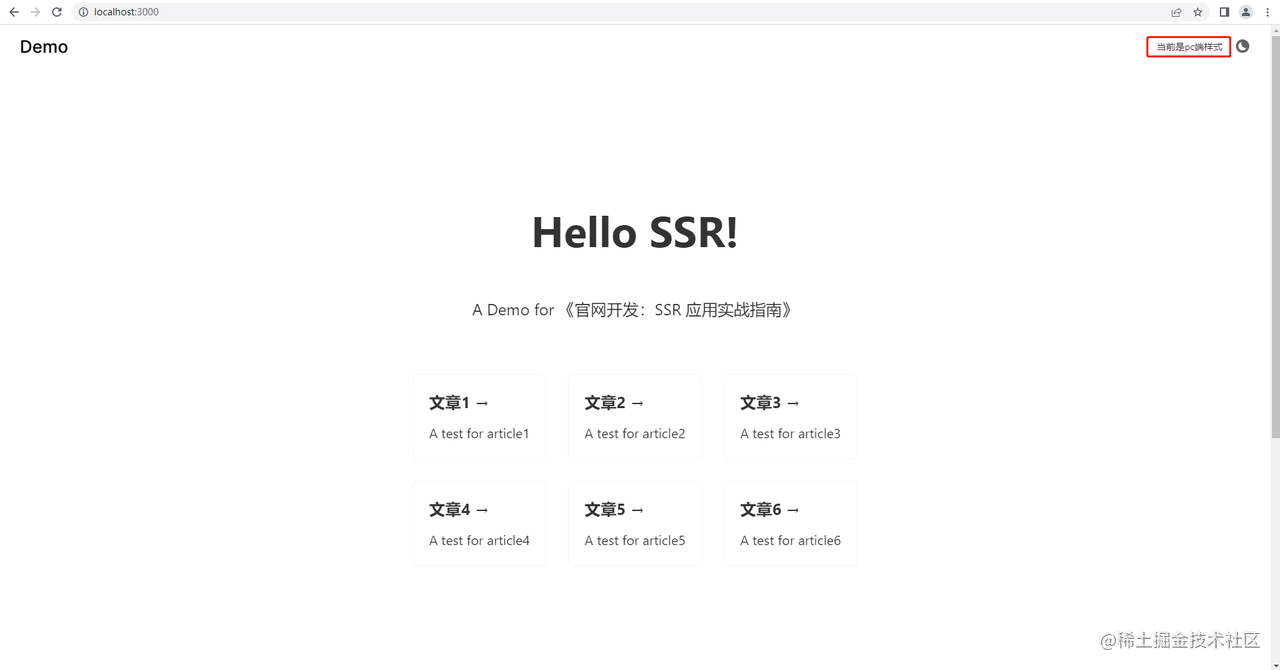 localhost:3000
Demo
当前是pc端样式
Hello SSR!
A Demo for 《官网开发：SSR 应用实战指南》
文章1 → 文章2 → 文章3 →
A test for article1 A test for article2 A test for article3
文章4 → 文章5 → 文章6 →
A test for article4 A test for article5 A test for article6
@稀土掘金技术社区